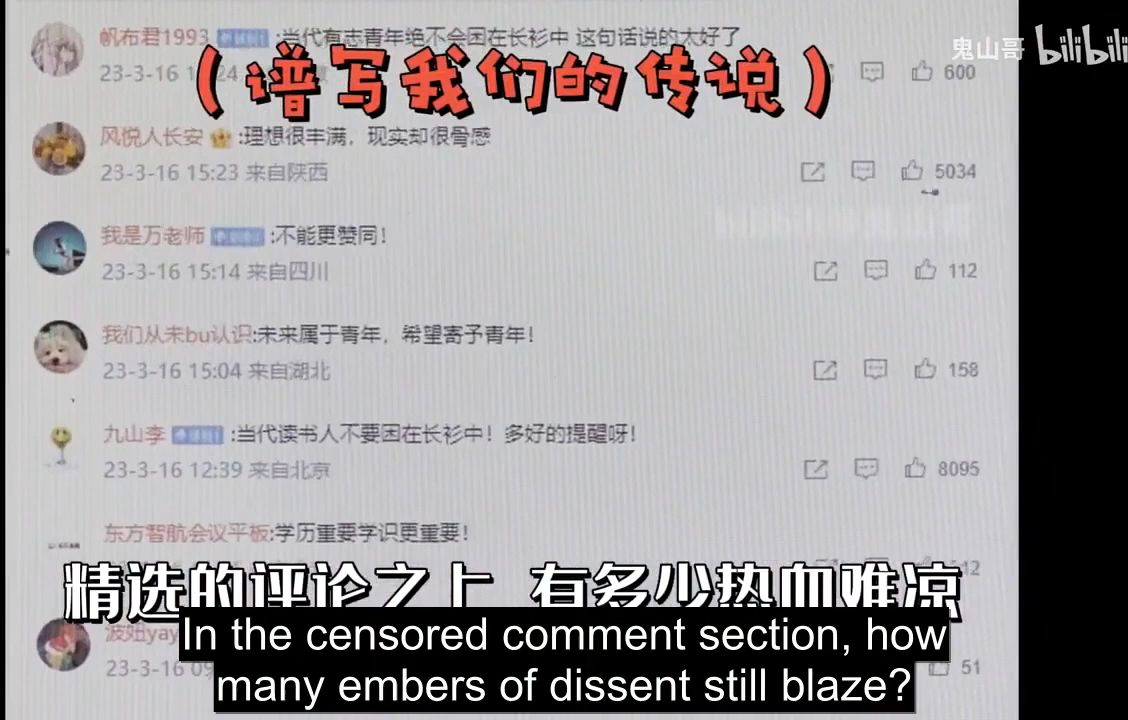 帆布君1993 :当代有志青年绝不会困在长衫中 这句话说的太好了
鬼山哥 bilibili
(谱写我们的传说)
600
风悦人长安 :理想很丰满，现实却很骨感
23-3-16 15:23 来自陕西
5034
我是万老师 :不能更赞同！
23-3-16 15:14 来自四川
112
我们从未bu认识:未来属于青年，希望寄予青年！
23-3-16 15:04 来自湖北
158
九山李 :当代读书人不要困在长衫中！多好的提醒呀！
23-3-16 12:39 来自北京
8095
东方智航会议平板:学历重要学识更重要！
精选的评论之上 有多少热血难凉
In the censored comment section, how
many embers of dissent still blaze?
51